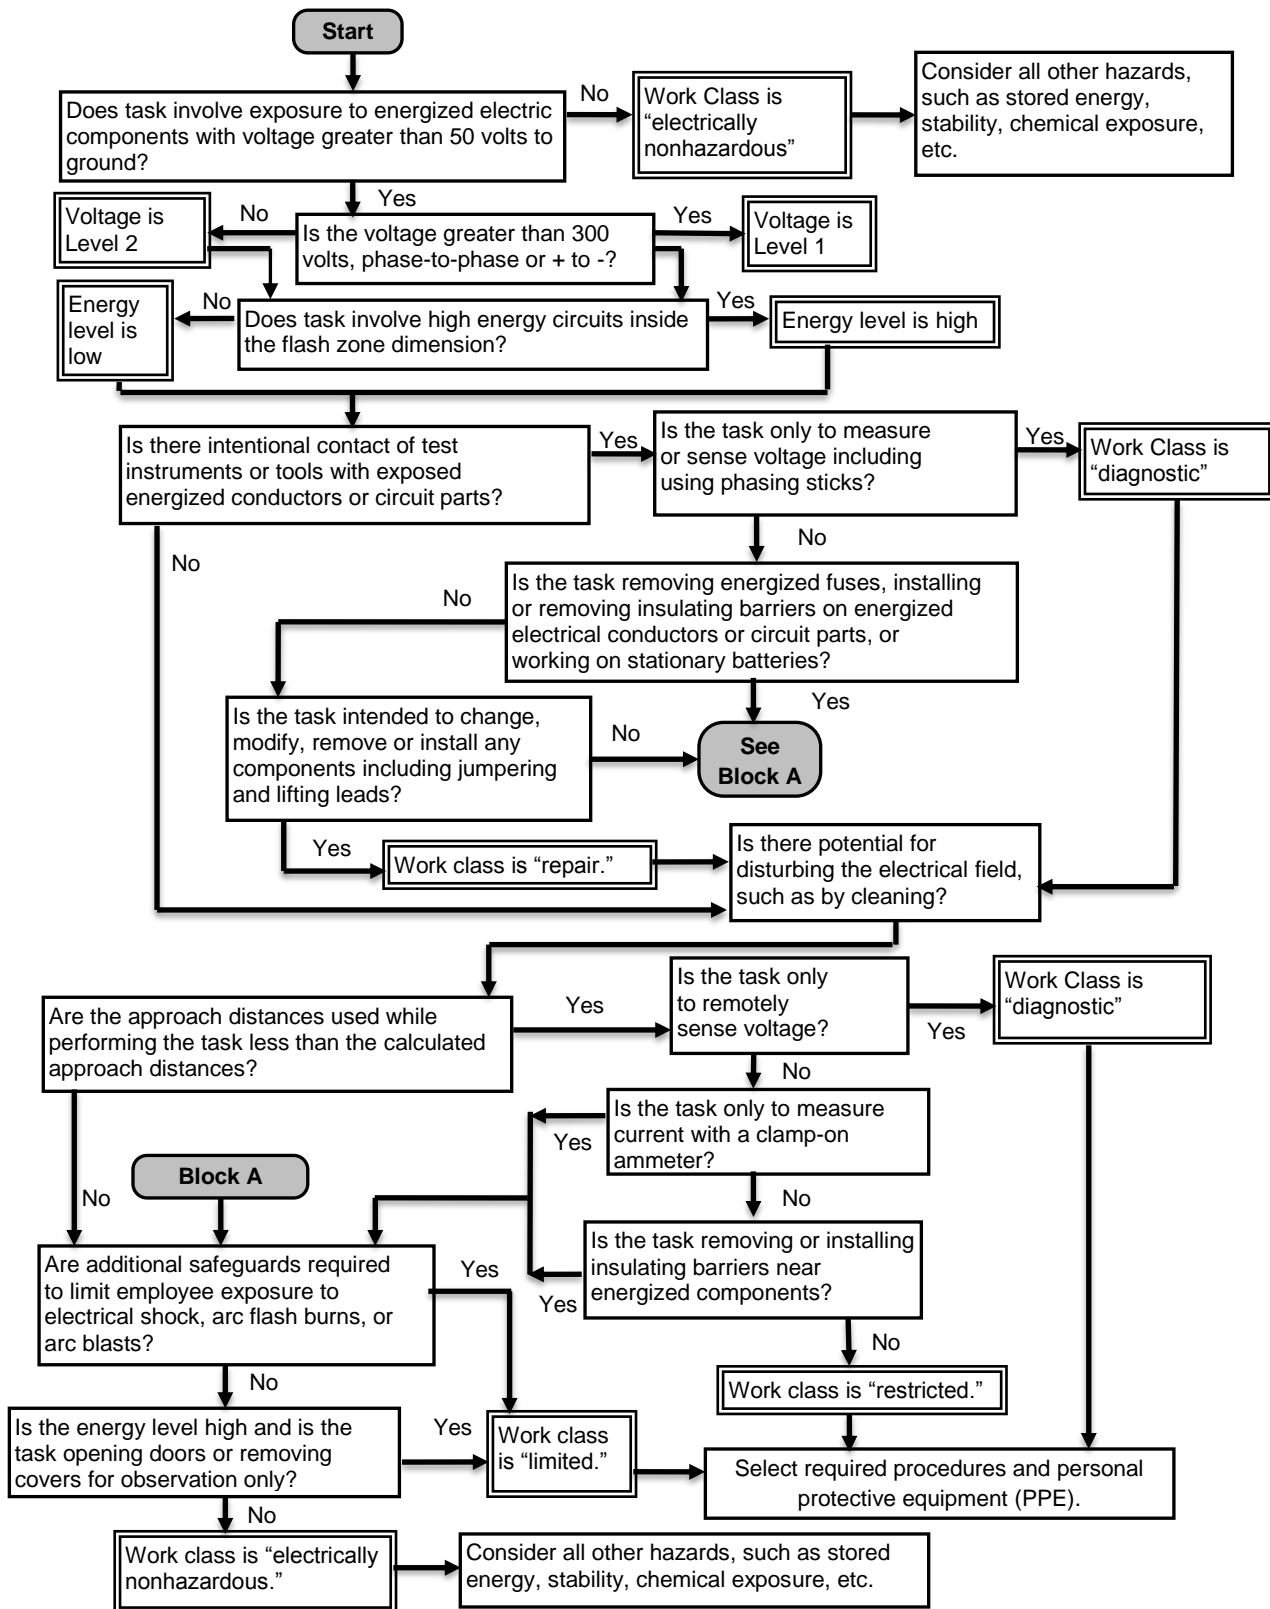 Start
Does task involve exposure to energized electric
components with voltage greater than 50 volts to
ground?
No
Work Class is
“electrically
nonhazardous”
Consider all other hazards,
such as stored energy,
stability, chemical exposure,
etc.
Yes
Voltage is
Level 2
No
Is the voltage greater than 300
volts, phase-to-phase or + to -?
Yes
Voltage is
Level 1
Energy
level is
low
No
Does task involve high energy circuits inside
the flash zone dimension?
Yes
Energy level is high
Is there intentional contact of test
instruments or tools with exposed
energized conductors or circuit parts?
Yes
Is the task only to measure
or sense voltage including
using phasing sticks?
Yes
Work Class is
“diagnostic”
No
No
Is the task removing energized fuses, installing
or removing insulating barriers on energized
electrical conductors or circuit parts, or
working on stationary batteries?
No
Yes
Is the task intended to change,
modify, remove or install any
components including jumpering
and lifting leads?
No
See
Block A
Yes
Work class is “repair.”
Is there potential for
disturbing the electrical field,
such as by cleaning?
Are the approach distances used while
performing the task less than the calculated
approach distances?
Yes
Is the task only
to remotely
sense voltage?
Yes
Work Class is
“diagnostic”
No
Is the task only to measure
current with a clamp-on
ammeter?
Yes
No
Block A
No
Is the task removing or installing
insulating barriers near
energized components?
Yes
Are additional safeguards required
to limit employee exposure to
electrical shock, arc flash burns, or
arc blasts?
Yes
No
No
Work class is “restricted.”
Is the energy level high and is the
task opening doors or removing
covers for observation only?
Yes
Work class
is “limited.”
Select required procedures and personal
protective equipment (PPE).
No
Work class is “electrically
nonhazardous.”
Consider all other hazards, such as stored
energy, stability, chemical exposure, etc.